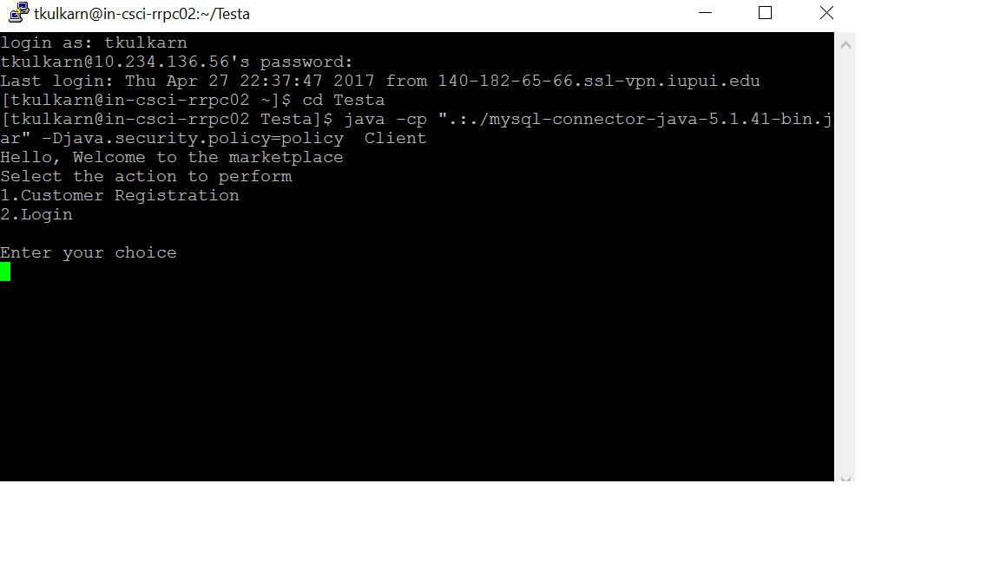 tkulkarn@in-csci-rrpc02:~/Testa
login as: tkulkarn
tkulkarn@10.234.136.56's password:
Last login: Thu Apr 27 22:37:47 2017 from 140-182-65-66.ssl-vpn.iupui.edu
[tkulkarn@in-csci-rrpc02 ~]$ cd Testa
[tkulkarn@in-csci-rrpc02 Testa]$ java -cp ".:./mysql-connector-java-5.1.41-bin.j
ar" -Djava.security.policy=policy  Client
Hello, Welcome to the marketplace
Select the action to perform
1.Customer Registration
2.Login
Enter your choice